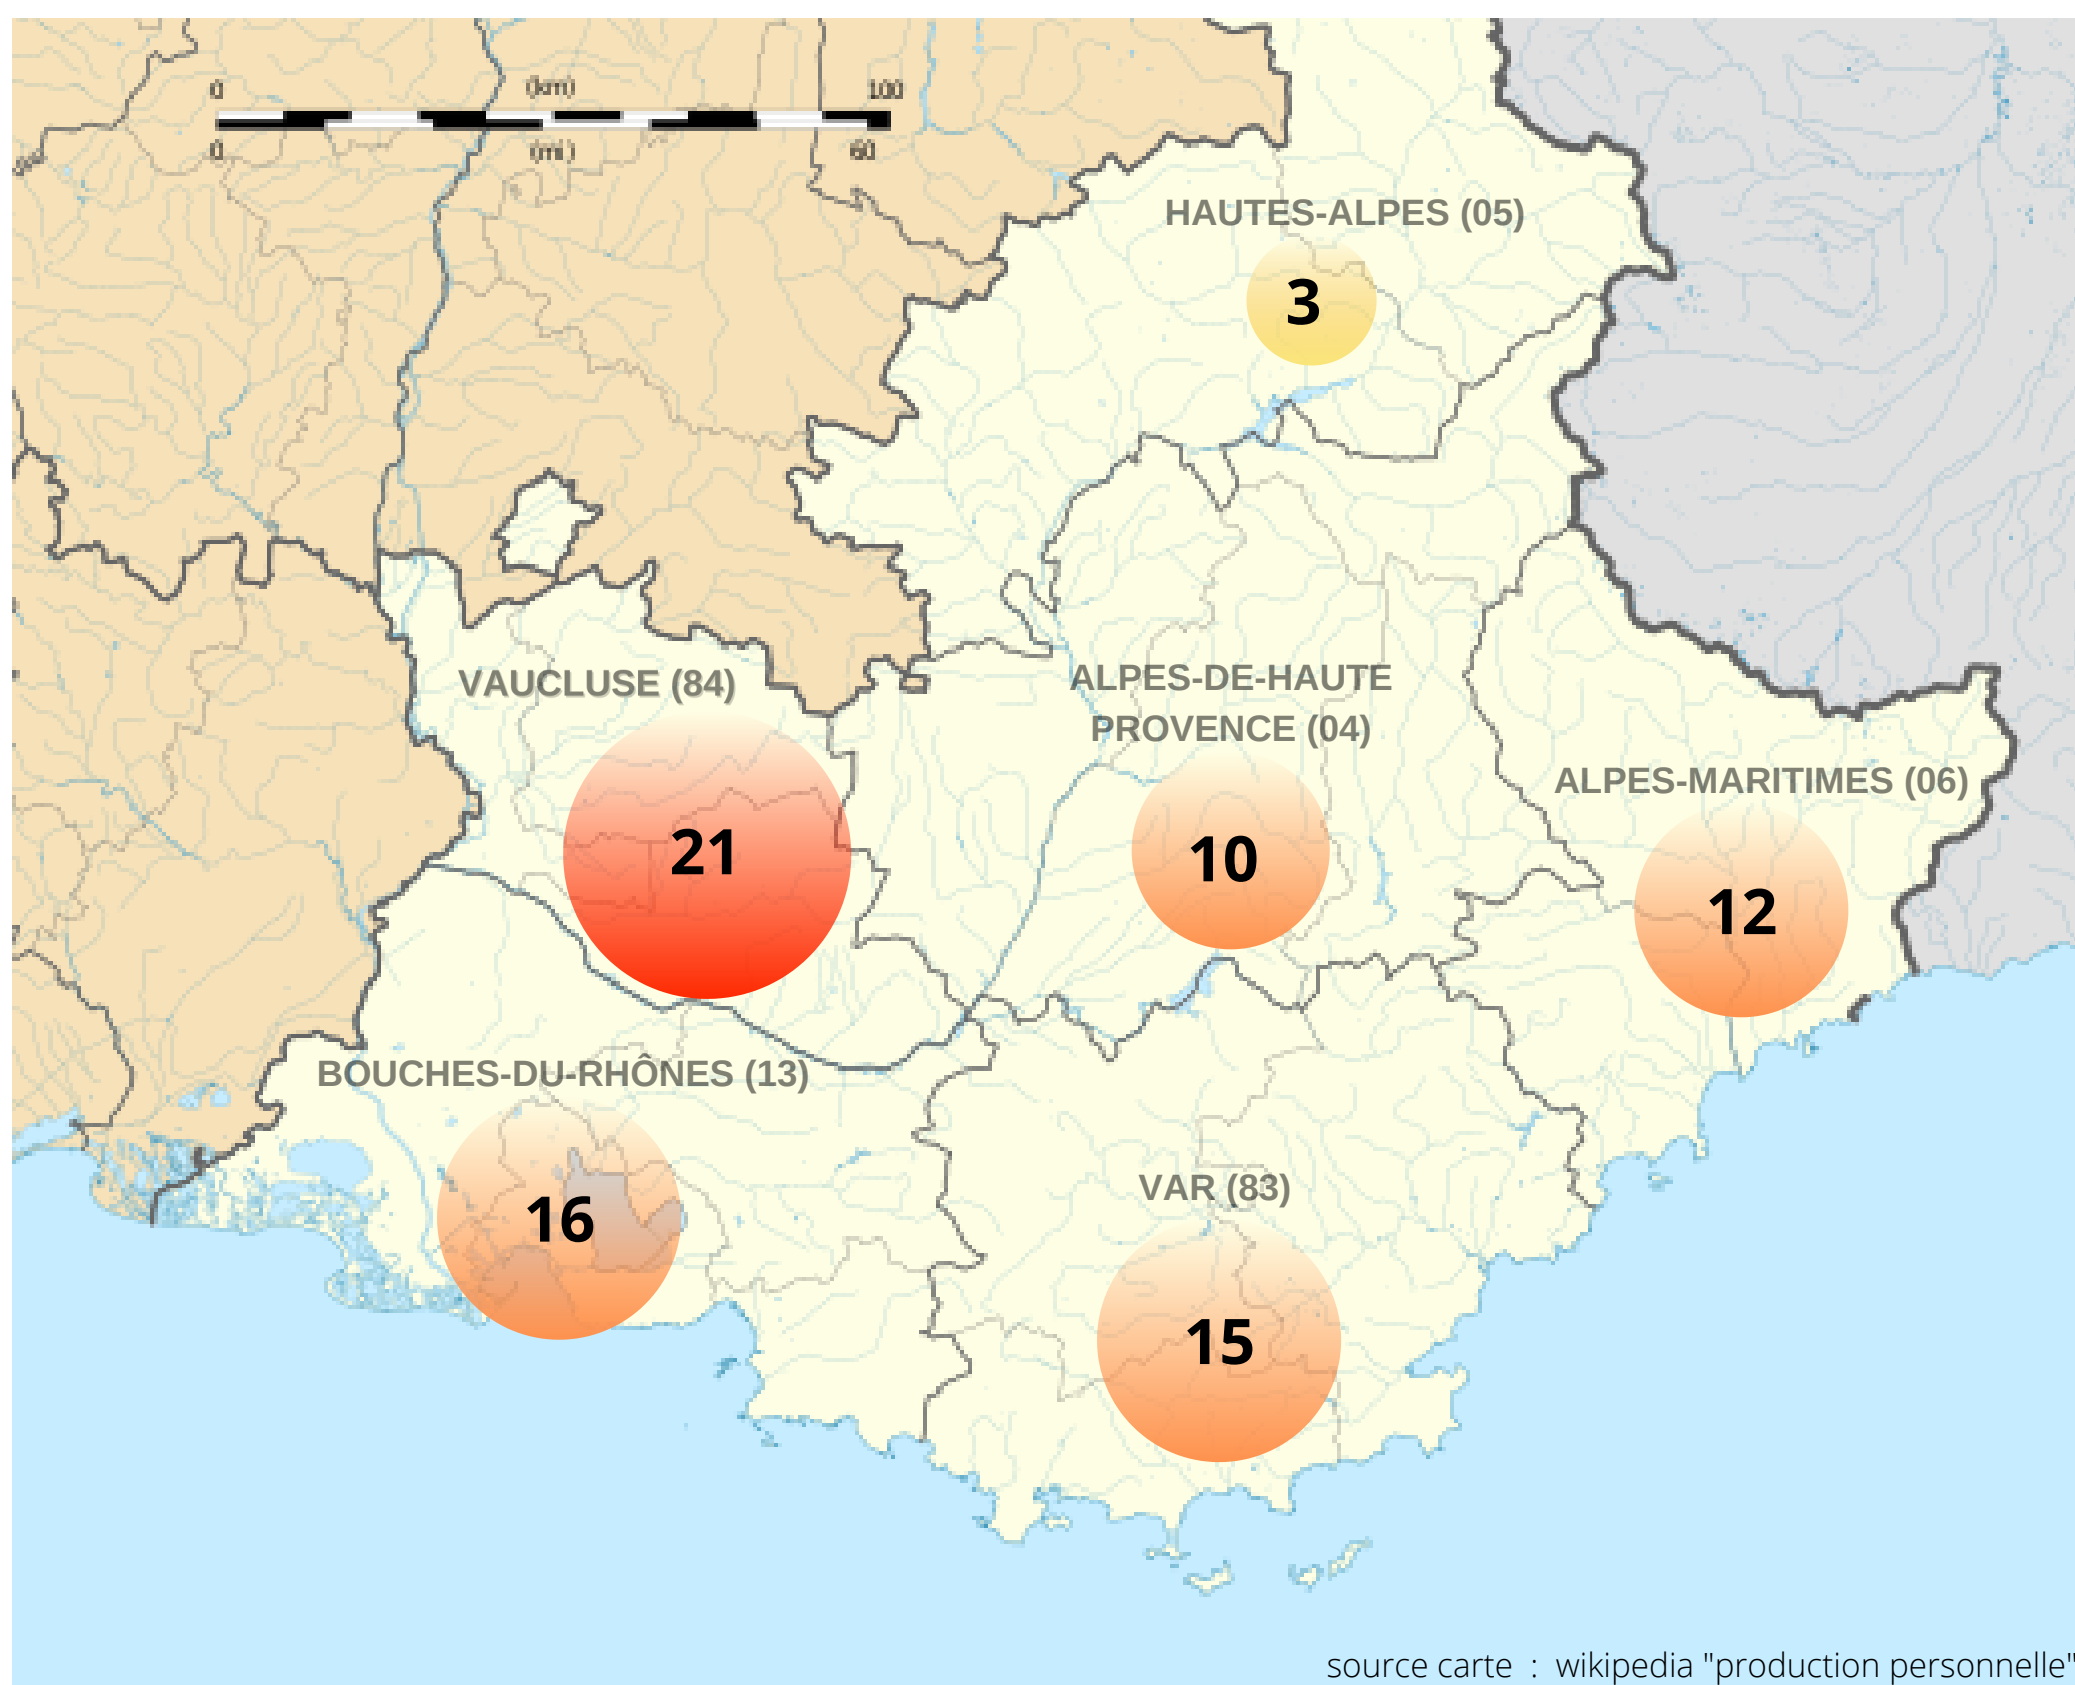 0 (km) 100
0 (mi) 60
HAUTES-ALPES (05)
3
VAUCLUSE (84)
21
ALPES-DE-HAUTE
PROVENCE (04)
10
ALPES-MARITIMES (06)
12
BOUCHES-DU-RHÔNES (13)
16
VAR (83)
15
source carte : wikipedia "production personnelle"